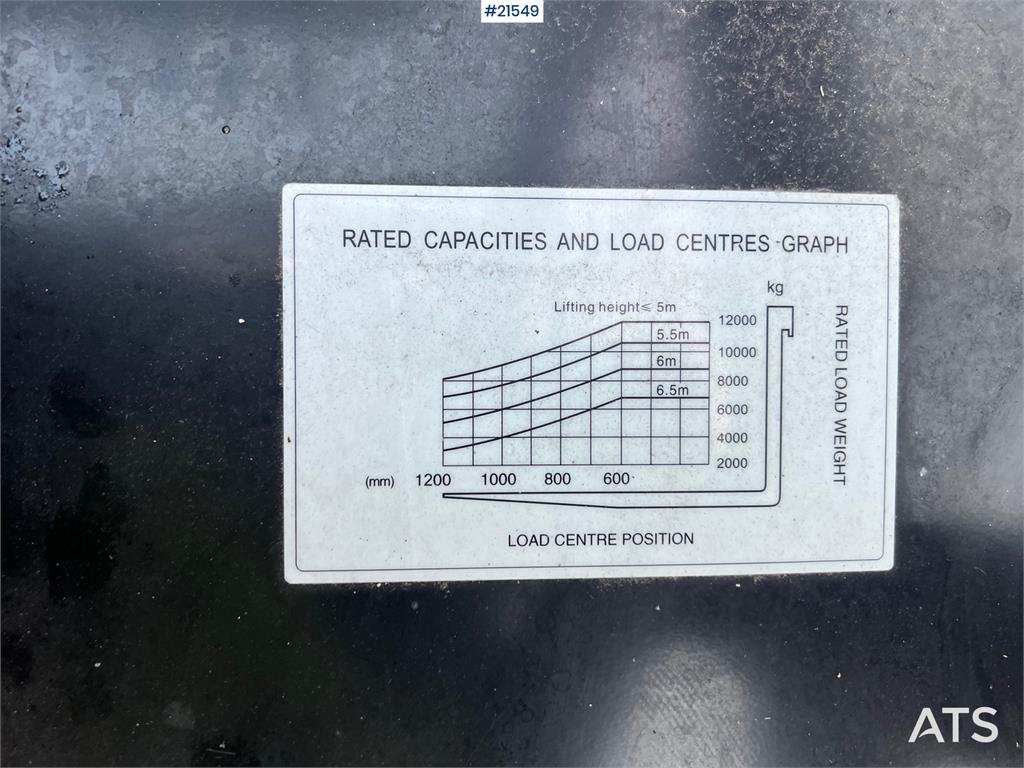 #21549
RATED CAPACITIES AND LOAD CENTRES -GRAPH
kg
Lifting height≤ 5m
12000
5.5m
10000
6m
8000
6.5m
6000
4000
2000
RATED LOAD WEIGHT
(mm) 1200 1000 800 600
LOAD CENTRE POSITION
ATS